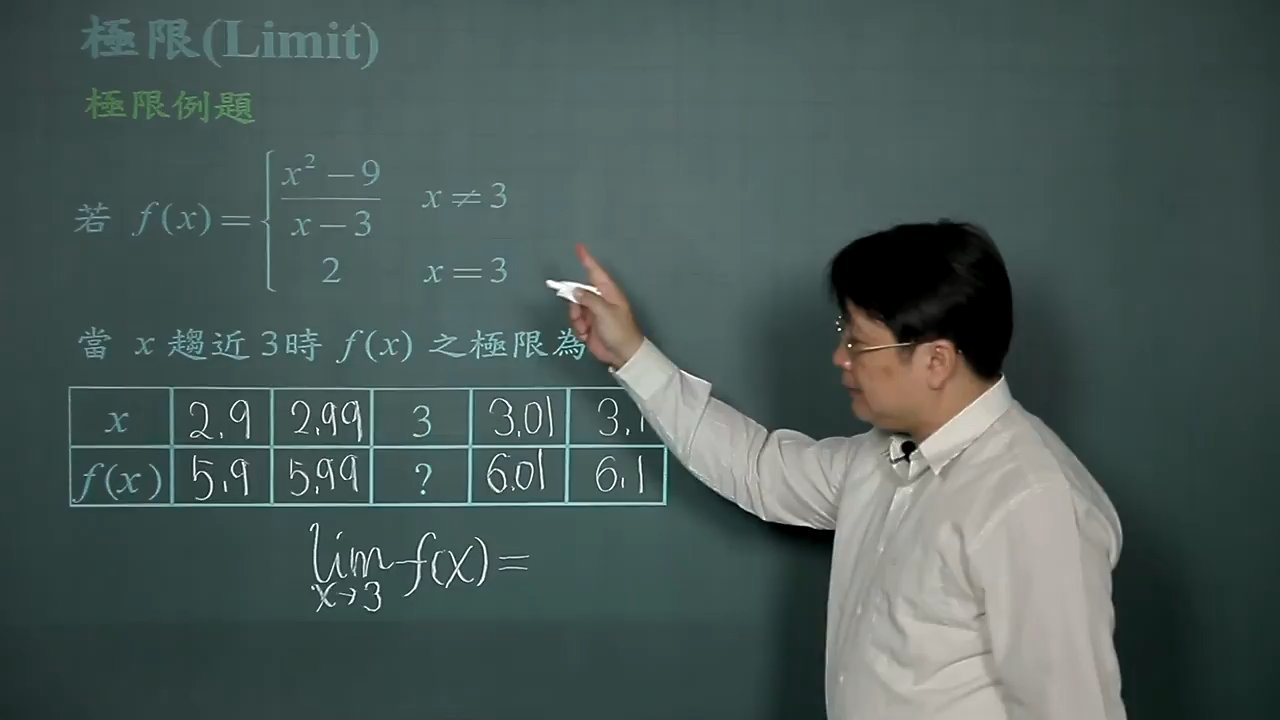 極限(Limit)
極限例題
若 f(x) = { (x² − 9)/(x − 3)  x ≠ 3
2  x = 3
當 x 趨近 3 時 f(x) 之極限為
x 2.9 2.99 3 3.01 3.1
f(x) 5.9 5.99 ? 6.01 6.1
lim x→3 f(x) =